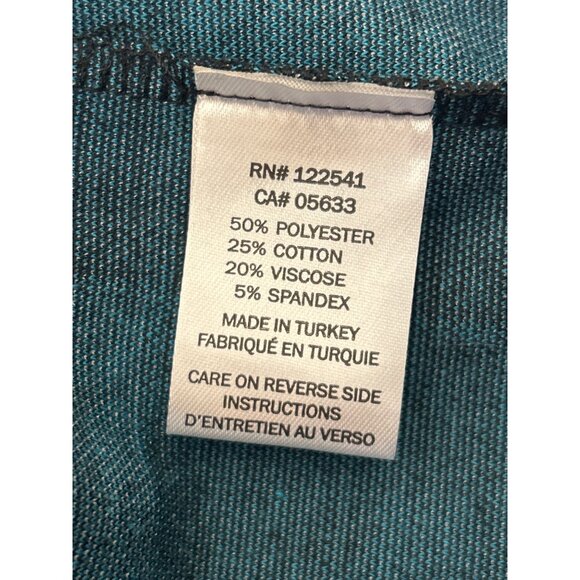 RN# 122541
CA# 05633
50% POLYESTER
25% COTTON
20% VISCOSE
5% SPANDEX
MADE IN TURKEY
FABRIQUÉ EN TURQUIE
CARE ON REVERSE SIDE
INSTRUCTIONS
D'ENTRETIEN AU VERSO